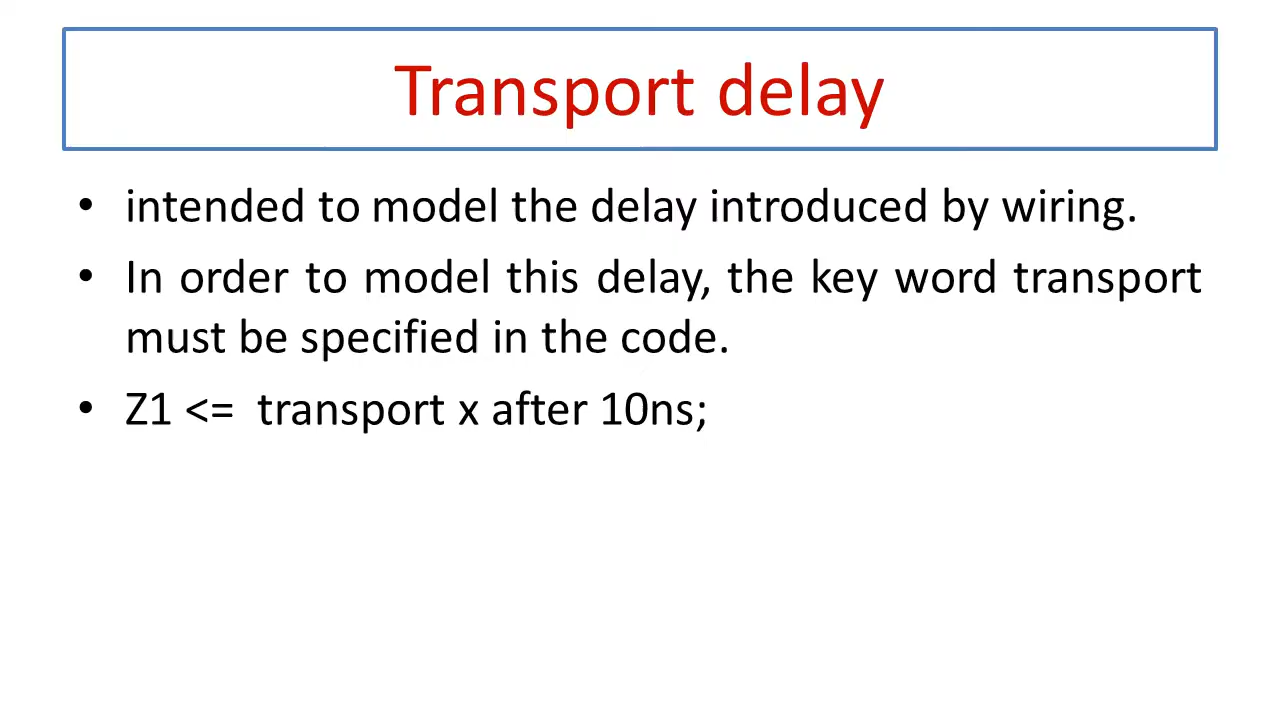 Transport delay
• intended to model the delay introduced by wiring.
• In order to model this delay, the key word transport
must be specified in the code.
• Z1 <= transport x after 10ns;